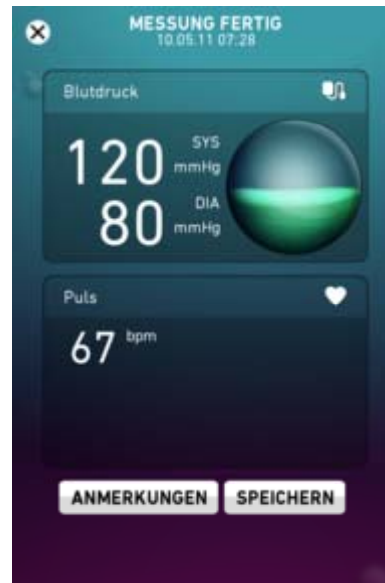 MESSUNG FERTIG
10.05.11 07:28
Blutdruck
120 SYS mmHg
80 DIA mmHg
Puls
67 bpm
ANMERKUNGEN SPEICHERN